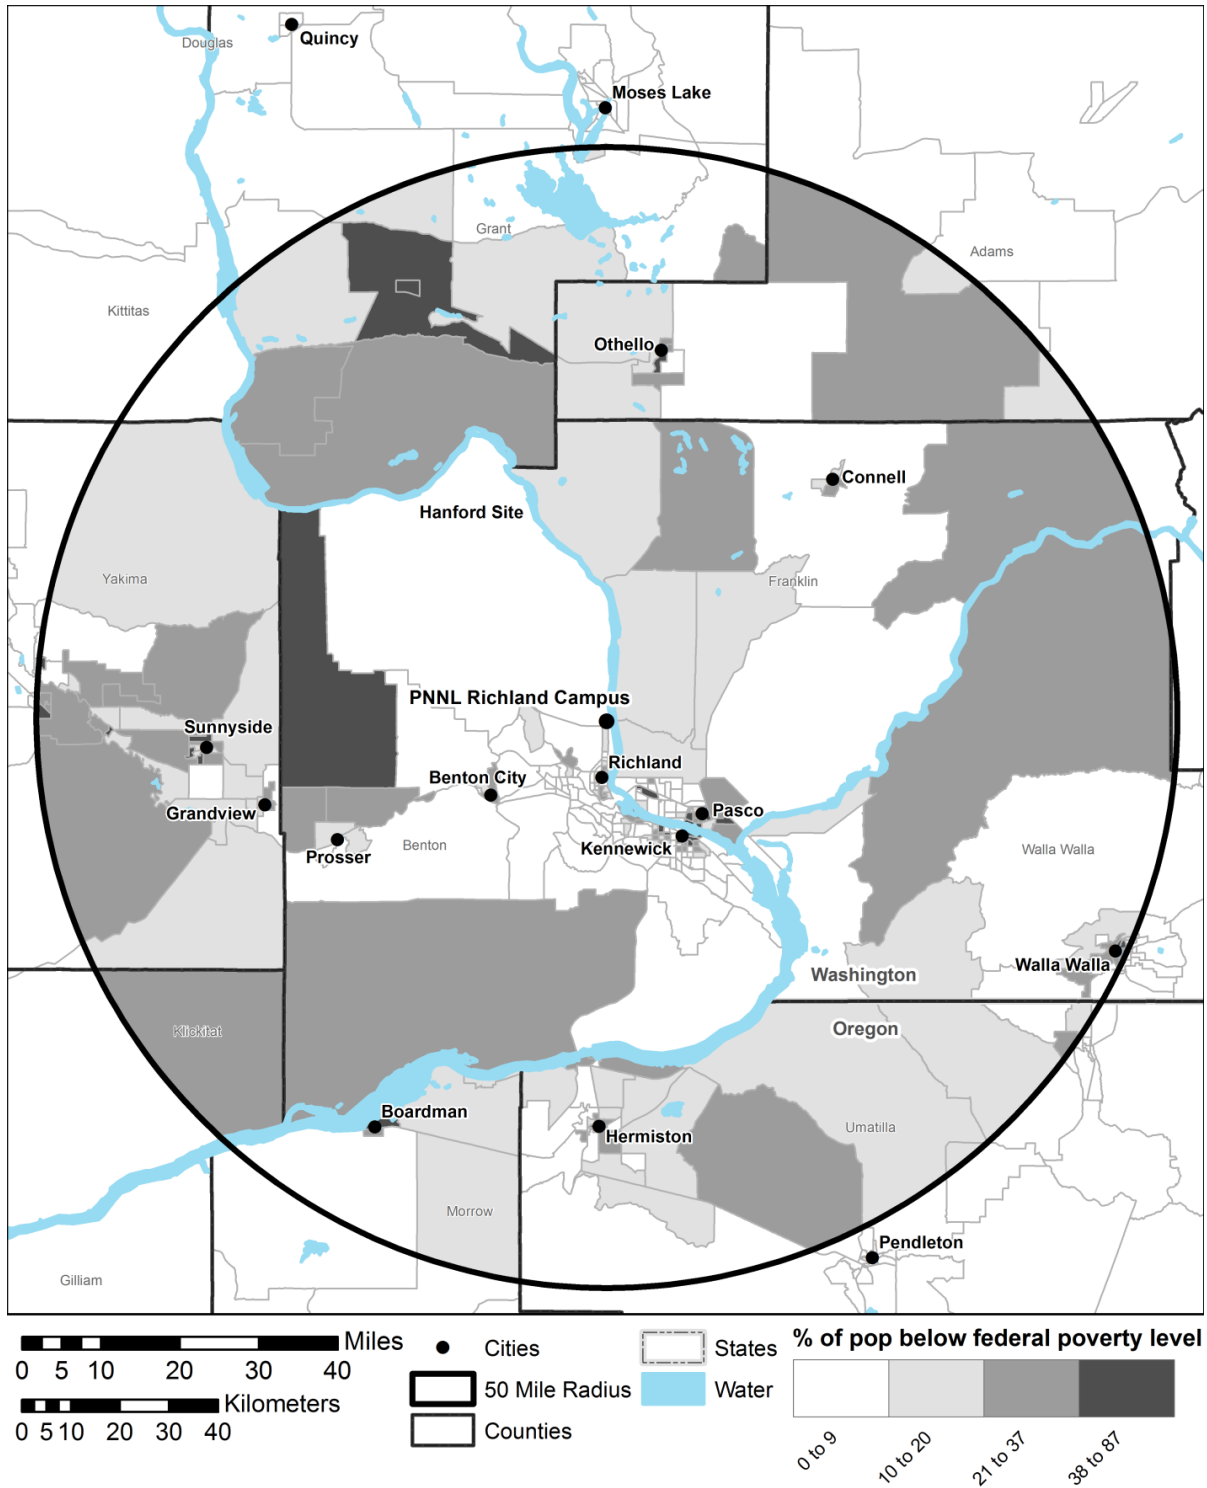 Quincy
Douglas
Moses Lake
Grant
Adams
Kittitas
Othello
Connell
Hanford Site
Yakima
Franklin
PNNL Richland Campus
Sunnyside
Richland
Benton City
Grandview
Pasco
Prosser
Benton
Kennewick
Walla Walla
Walla Walla
Washington
Klickitat
Oregon
Boardman
Hermiston
Umatilla
Morrow
Pendleton
Gilliam
Miles
0 5 10 20 30 40
Kilometers
0 5 10 20 30 40
Cities
50 Mile Radius
Counties
States
Water
% of pop below federal poverty level
0 to 9
10 to 20
21 to 37
38 to 87